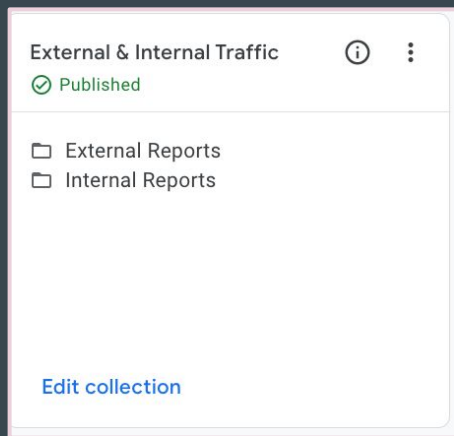 External & Internal Traffic
Published
External Reports
Internal Reports
Edit collection